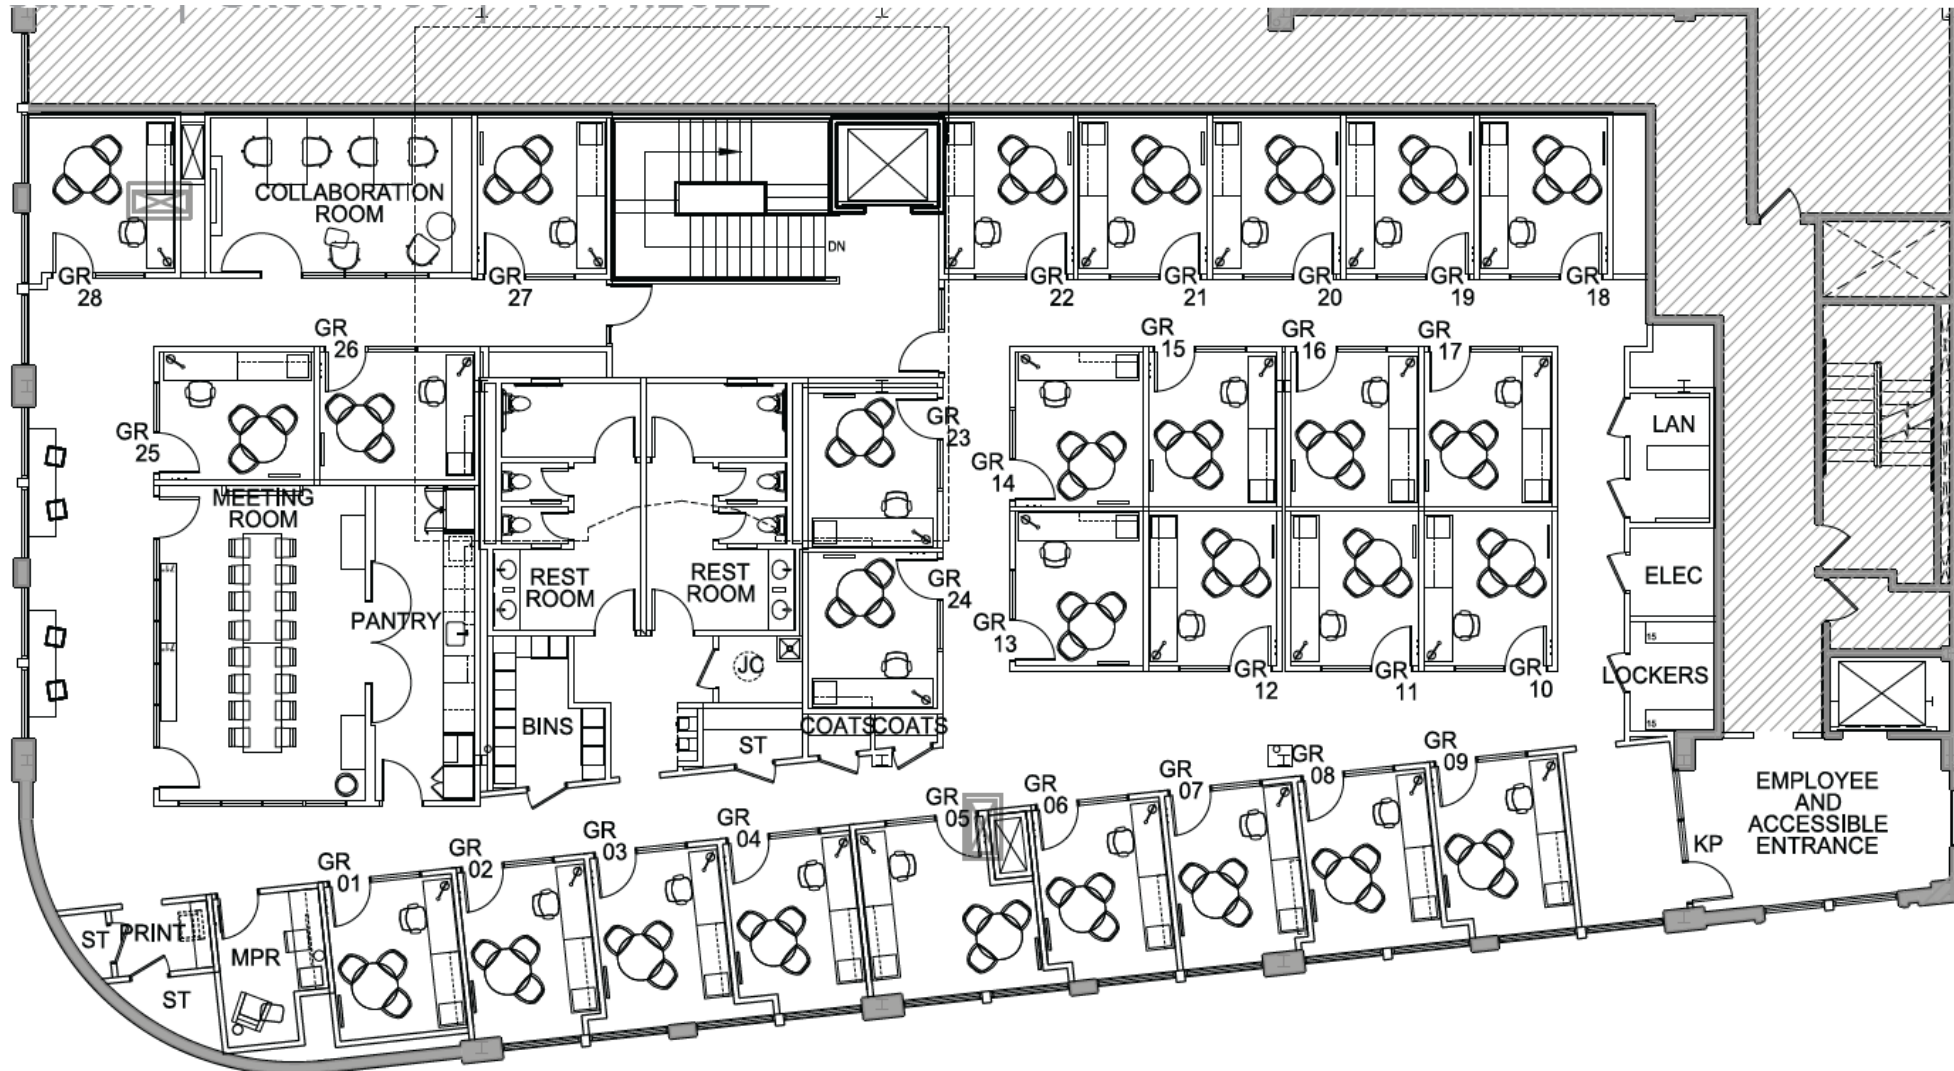 COLLABORATION
ROOM
DN
GR
28
GR
27
GR
22
GR
21
GR
20
GR
19
GR
18
GR
26
GR
15
GR
16
GR
17
GR
25
GR
23
GR
14
LAN
MEETING
ROOM
REST
ROOM
REST
ROOM
GR
24
ELEC
PANTRY
GR
13
15
JC
GR
12
GR
11
GR
10
LOCKERS
15
BINS
ST
COATS
COATS
GR
01
GR
02
GR
03
GR
04
GR
05
GR
06
GR
07
GR
08
GR
09
EMPLOYEE
AND
ACCESSIBLE
ENTRANCE
KP
ST
PRINT
MPR
ST